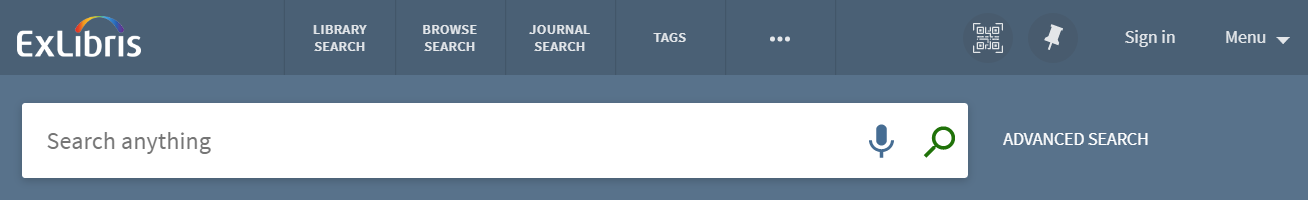 ExLibris
LIBRARY
SEARCH
BROWSE
SEARCH
JOURNAL
SEARCH
TAGS
Sign in
Menu
Search anything
ADVANCED SEARCH